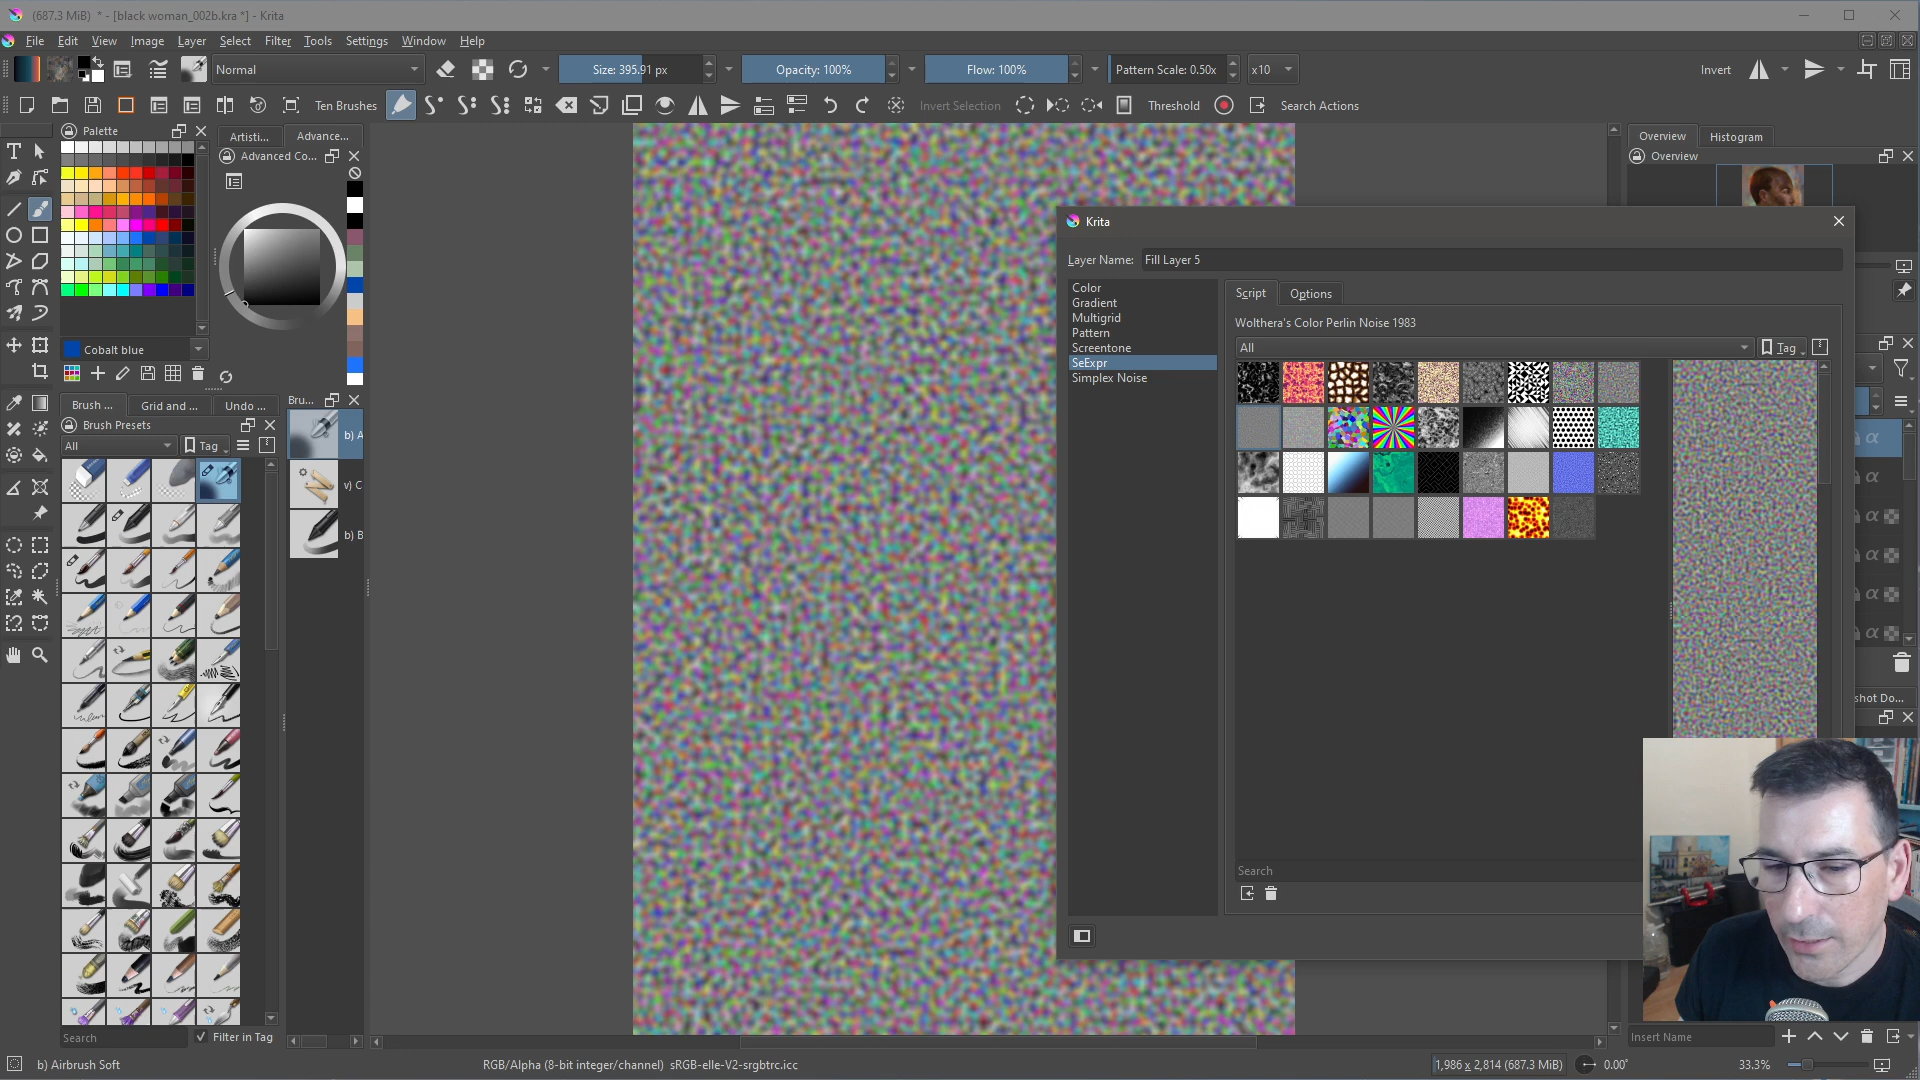 (687.3 MiB) * - [black woman_002b.kra *] - Krita
File Edit View Image Layer Select Filter Tools Settings Window Help
Normal Size: 395.91 px Opacity: 100% Flow: 100% Pattern Scale: 0.50x x10 Invert
Ten Brushes Invert Selection Threshold Search Actions
Palette Artisti... Advance... Overview Histogram
Advanced Co... Overview
Krita
Layer Name: Fill Layer 5
Color
Gradient
Multigrid
Pattern
Screentone
SeExpr
Simplex Noise
Script Options
Wolthera's Color Perlin Noise 1983
All Tag
Cobalt blue
Brush ... Grid and ... Undo ... Bru...
Brush Presets
All Tag
b) A
v) C
b) B
shot Do...
Search
Search Filter in Tag Insert Name
b) Airbrush Soft RGB/Alpha (8-bit integer/channel) sRGB-elle-V2-srgbtrc.icc 1,986 x 2,814 (687.3 MiB) 0.00° 33.3%